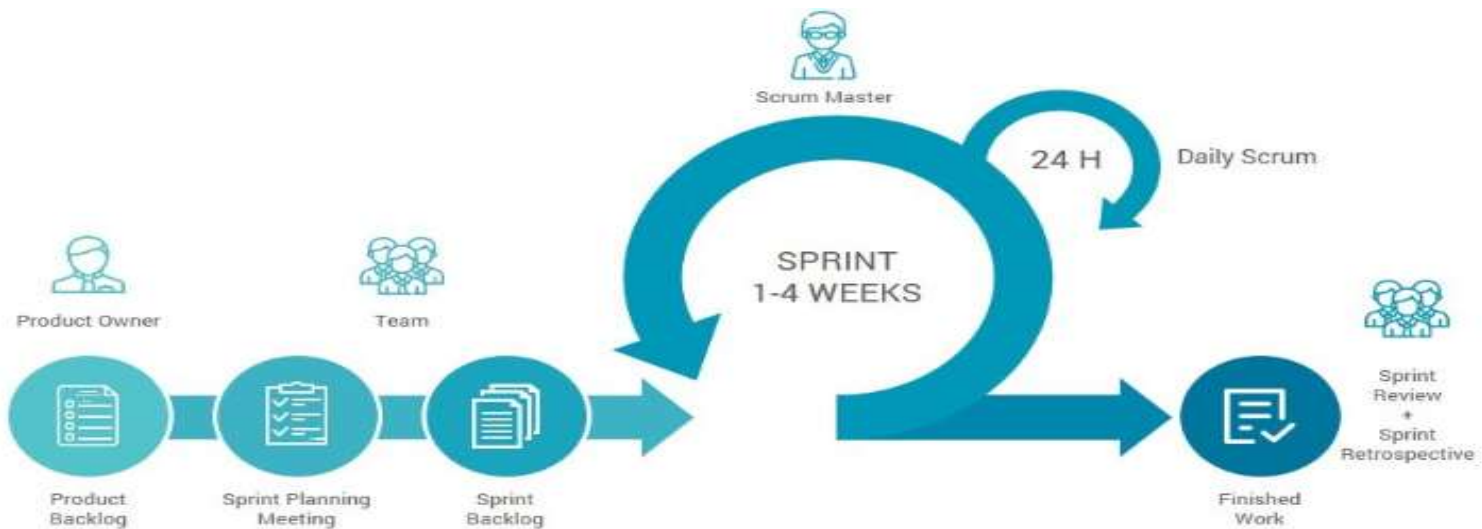 Scrum Master
24 H
Daily Scrum
SPRINT
1-4 WEEKS
Product Owner
Team
Sprint
Review
+
Sprint
Retrospective
Product
Backlog
Sprint Planning
Meeting
Sprint
Backlog
Finished
Work